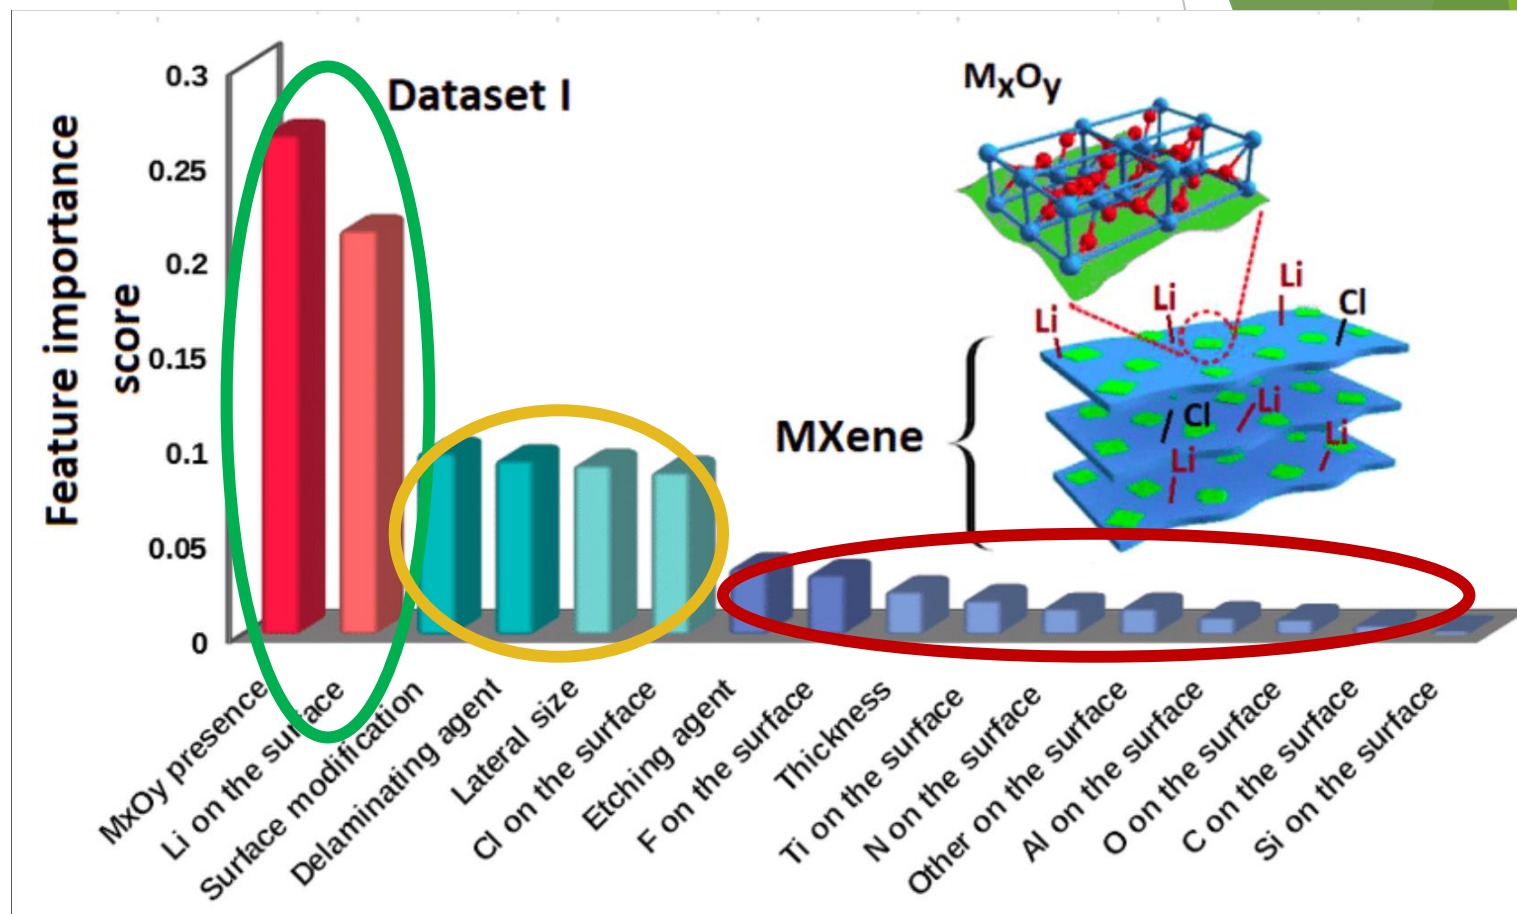 Dataset I
Feature importance
score
0.3
0.25
0.2
0.15
0.1
0.05
0
MxOy presence
Li on the surface
Surface modification
Delaminating agent
Lateral size
Cl on the surface
Etching agent
F on the surface
Thickness
Ti on the surface
N on the surface
Other on the surface
Al on the surface
O on the surface
C on the surface
Si on the surface
MxOy
Li
Li
Li
Cl
MXene
Cl
Li
Li
Li